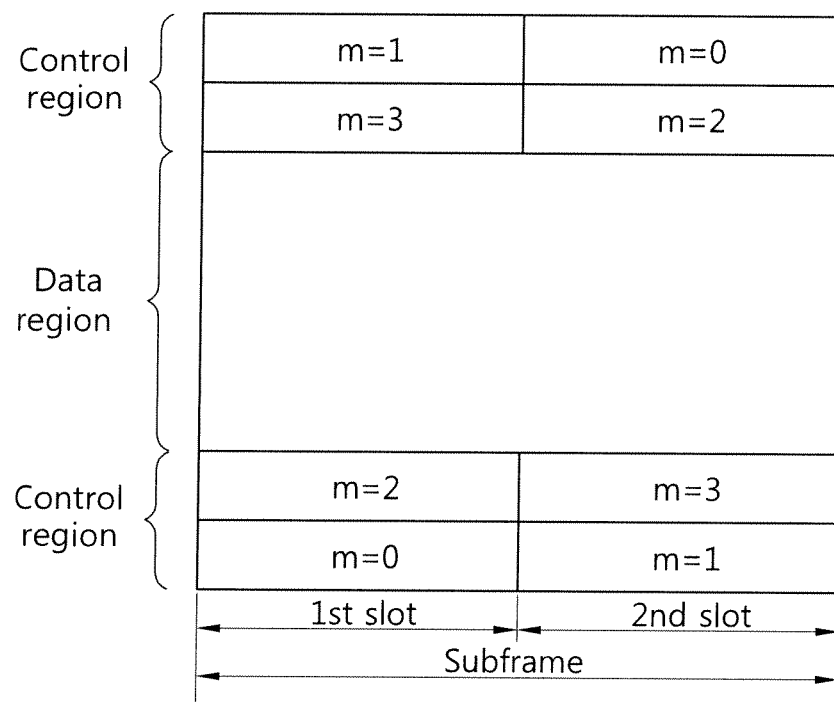 Control
region
m=1
m=0
m=3
m=2
Data
region
Control
region
m=2
m=3
m=0
m=1
1st slot
2nd slot
Subframe